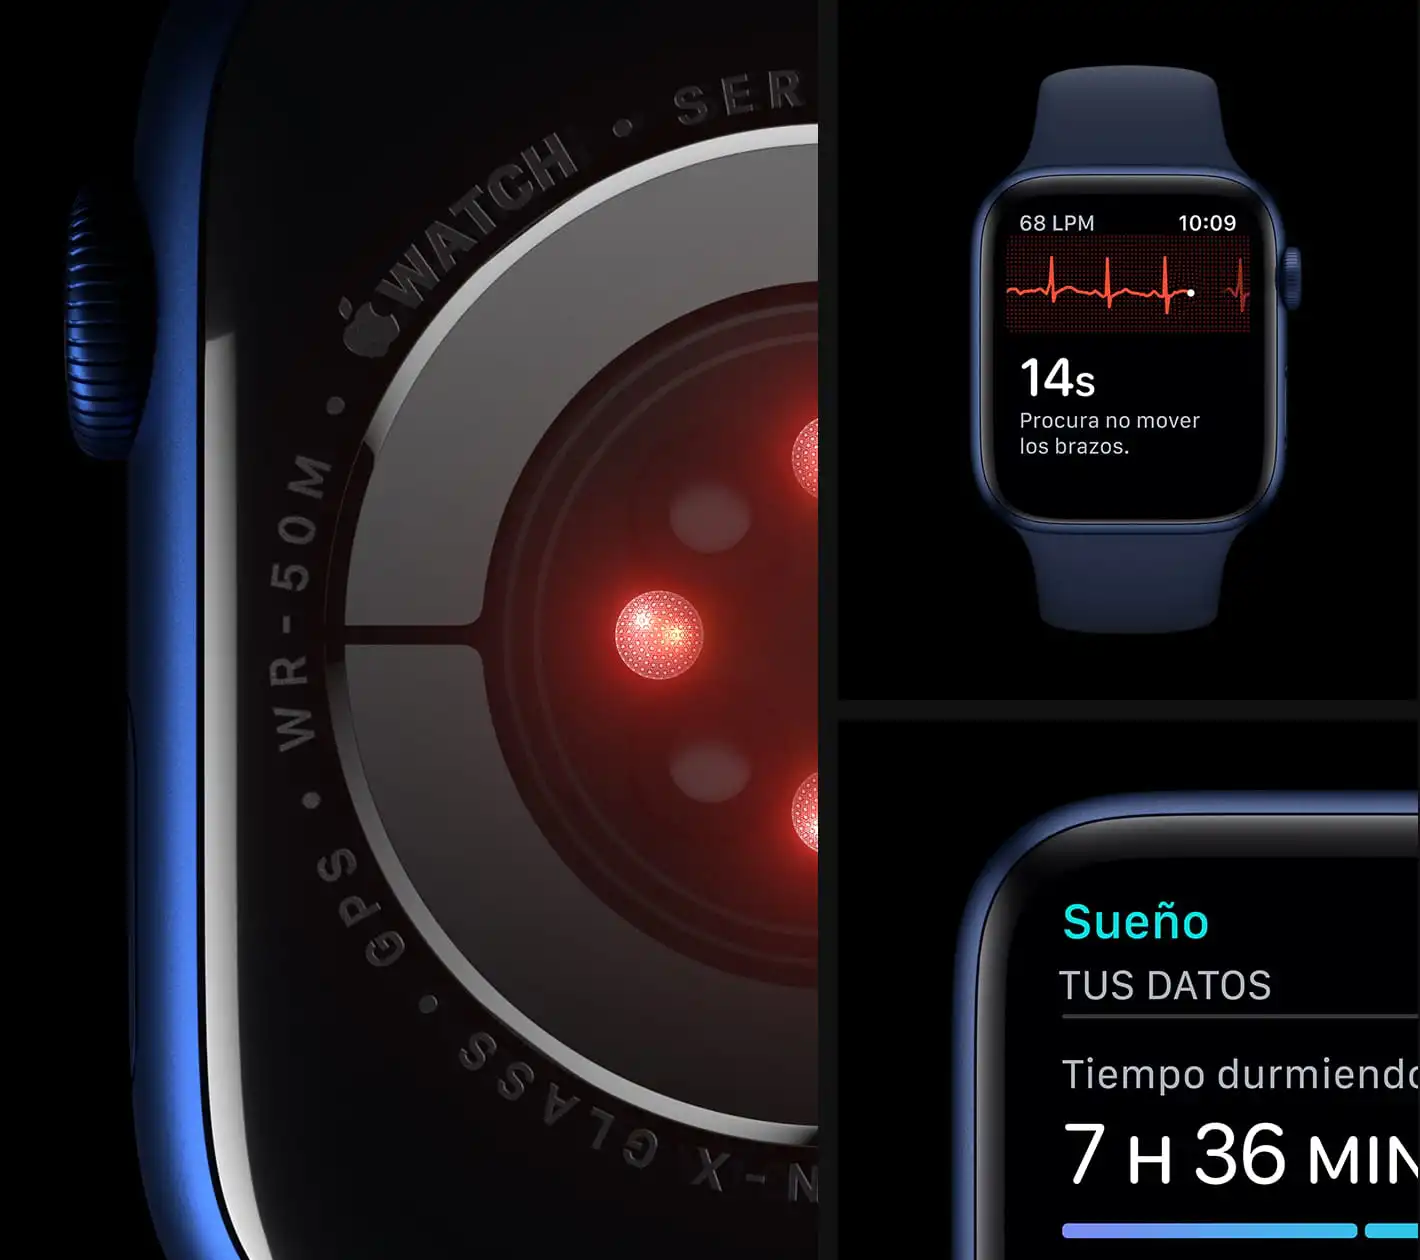 WATCH • SER
WR-50M • GPS • 
GLASS
N-X
68 LPM
10:09
14s
Procura no mover
los brazos.
Sueño
TUS DATOS
Tiempo durmiendo
7 H 36 MIN